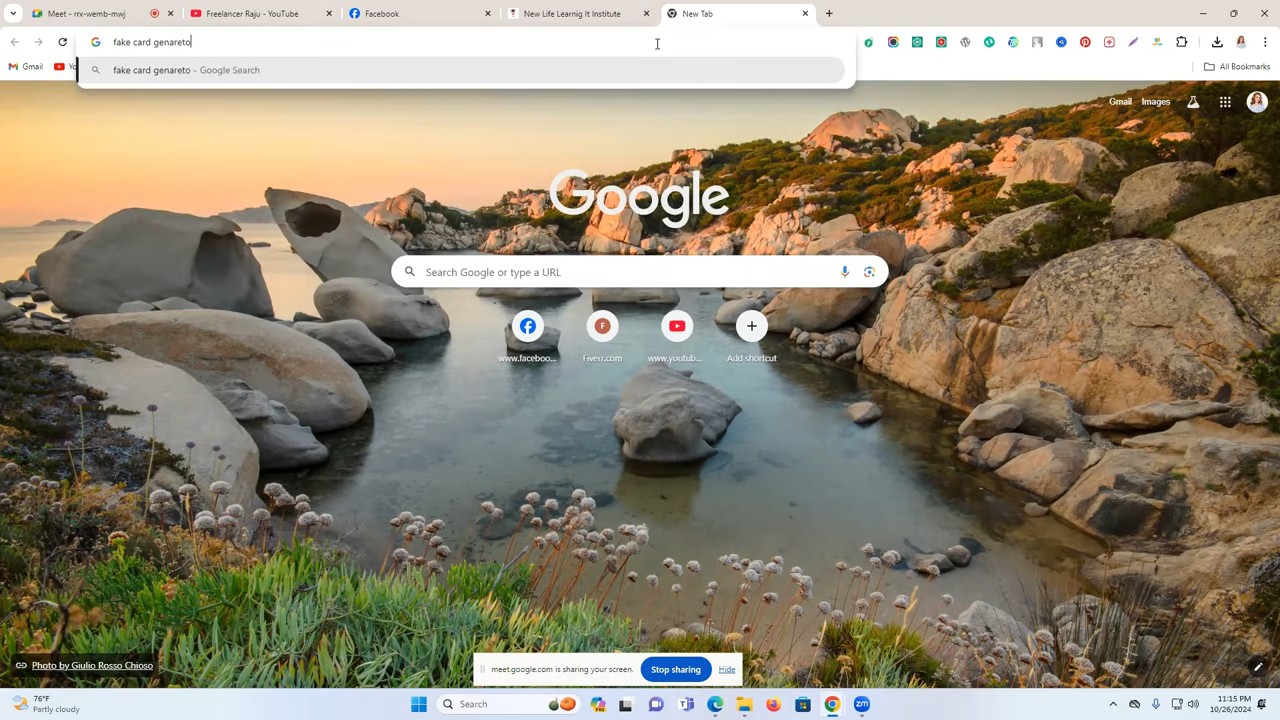 Meet - rrx-wemb-mwj
Freelancer Raju - YouTube
Facebook
New Life Learnig It Institute
New Tab
fake card genareto
fake card genareto - Google Search
Gmail
All Bookmarks
Gmail Images
Google
Search Google or type a URL
www.faceboo...
Fiverr.com
www.youtub...
Add shortcut
Photo by Giulio Rosso Chioso
meet.google.com is sharing your screen.
Stop sharing
Hide
76°F
Partly cloudy
Search
11:15 PM
10/26/2024